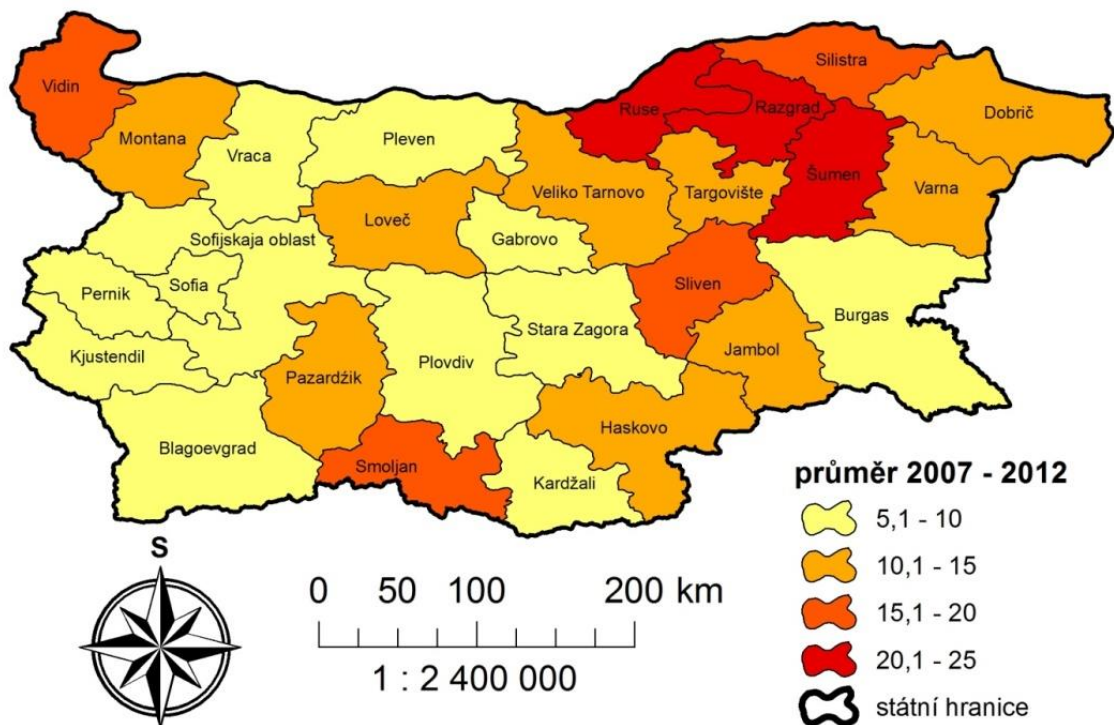 Vidin
Silistra
Montana
Ruse
Razgrad
Dobrič
Vraca
Pleven
Šumen
Varna
Veliko Tarnovo
Targovište
Loveč
Sofijskaja oblast
Gabrovo
Pernik
Sofia
Sliven
Burgas
Stara Zagora
Kjustendil
Jambol
Pazardźik
Plovdiv
Haskovo
Blagoevgrad
Smoljan
Kardžali
průměr 2007 - 2012
5,1 - 10
10,1 - 15
15,1 - 20
20,1 - 25
státní hranice
S
0 50 100 200 km
1 : 2 400 000